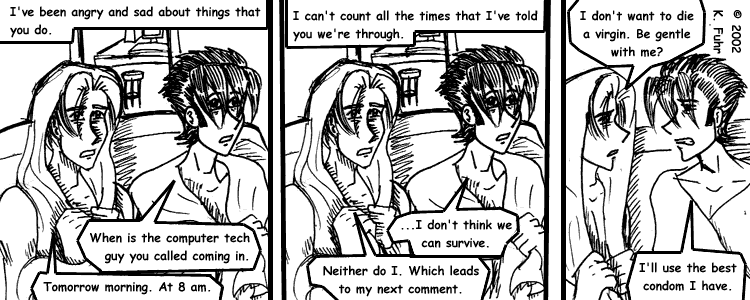 I've been angry and sad about things that
you do.
When is the computer tech
guy you called coming in.
Tomorrow morning. At 8 am.
I can't count all the times that I've told
you we're through.
...I don't think we
can survive.
Neither do I. Which leads
to my next comment.
I don't want to die
a virgin. Be gentle
with me?
I'll use the best
condom I have.
© 2002
K. Fuhr